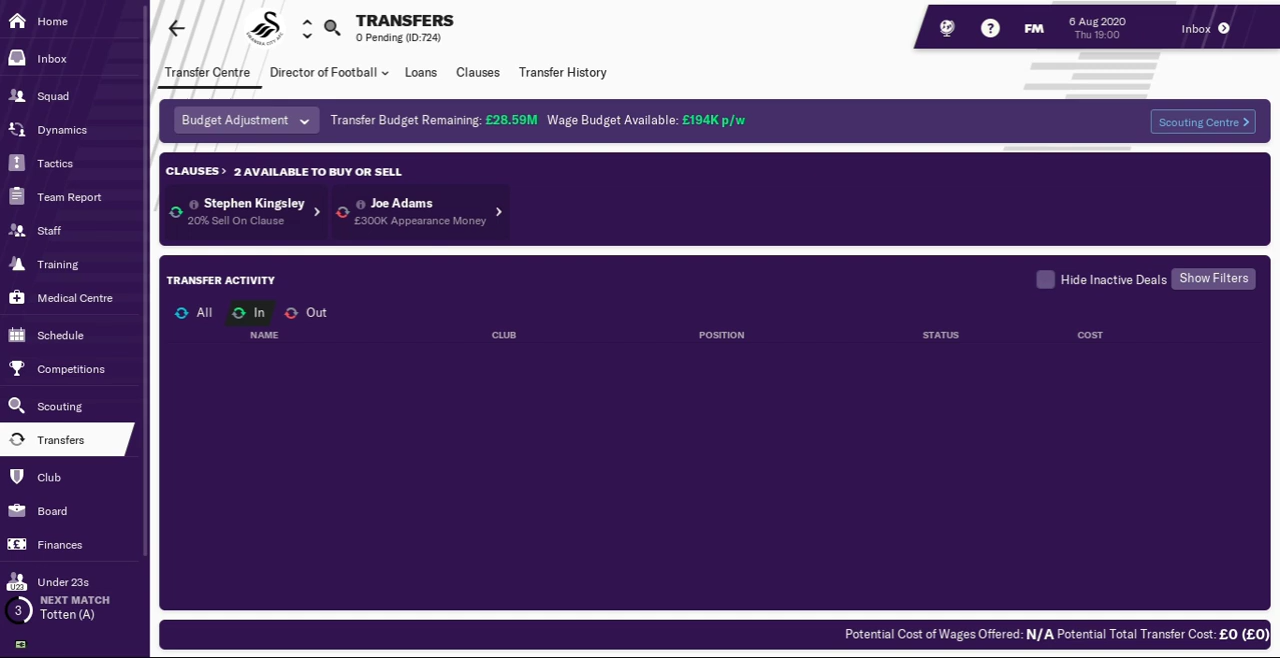 Home
Inbox
Squad
Dynamics
Tactics
Team Report
Staff
Training
Medical Centre
Schedule
Competitions
Scouting
Transfers
Club
Board
Finances
U23
Under 23s
3
NEXT MATCH
Totten (A)
TRANSFERS
0 Pending (ID:724)
?
FM
6 Aug 2020
Thu 19:00
Inbox
Transfer Centre Director of Football Loans Clauses Transfer History
Budget Adjustment Transfer Budget Remaining: £28.59M Wage Budget Available: £194K p/w Scouting Centre >
CLAUSES > 2 AVAILABLE TO BUY OR SELL
Stephen Kingsley
20% Sell On Clause
Joe Adams
£300K Appearance Money
TRANSFER ACTIVITY
Hide Inactive Deals Show Filters
All In Out
NAME CLUB POSITION STATUS COST
Potential Cost of Wages Offered: N/A Potential Total Transfer Cost: £0 (£0)